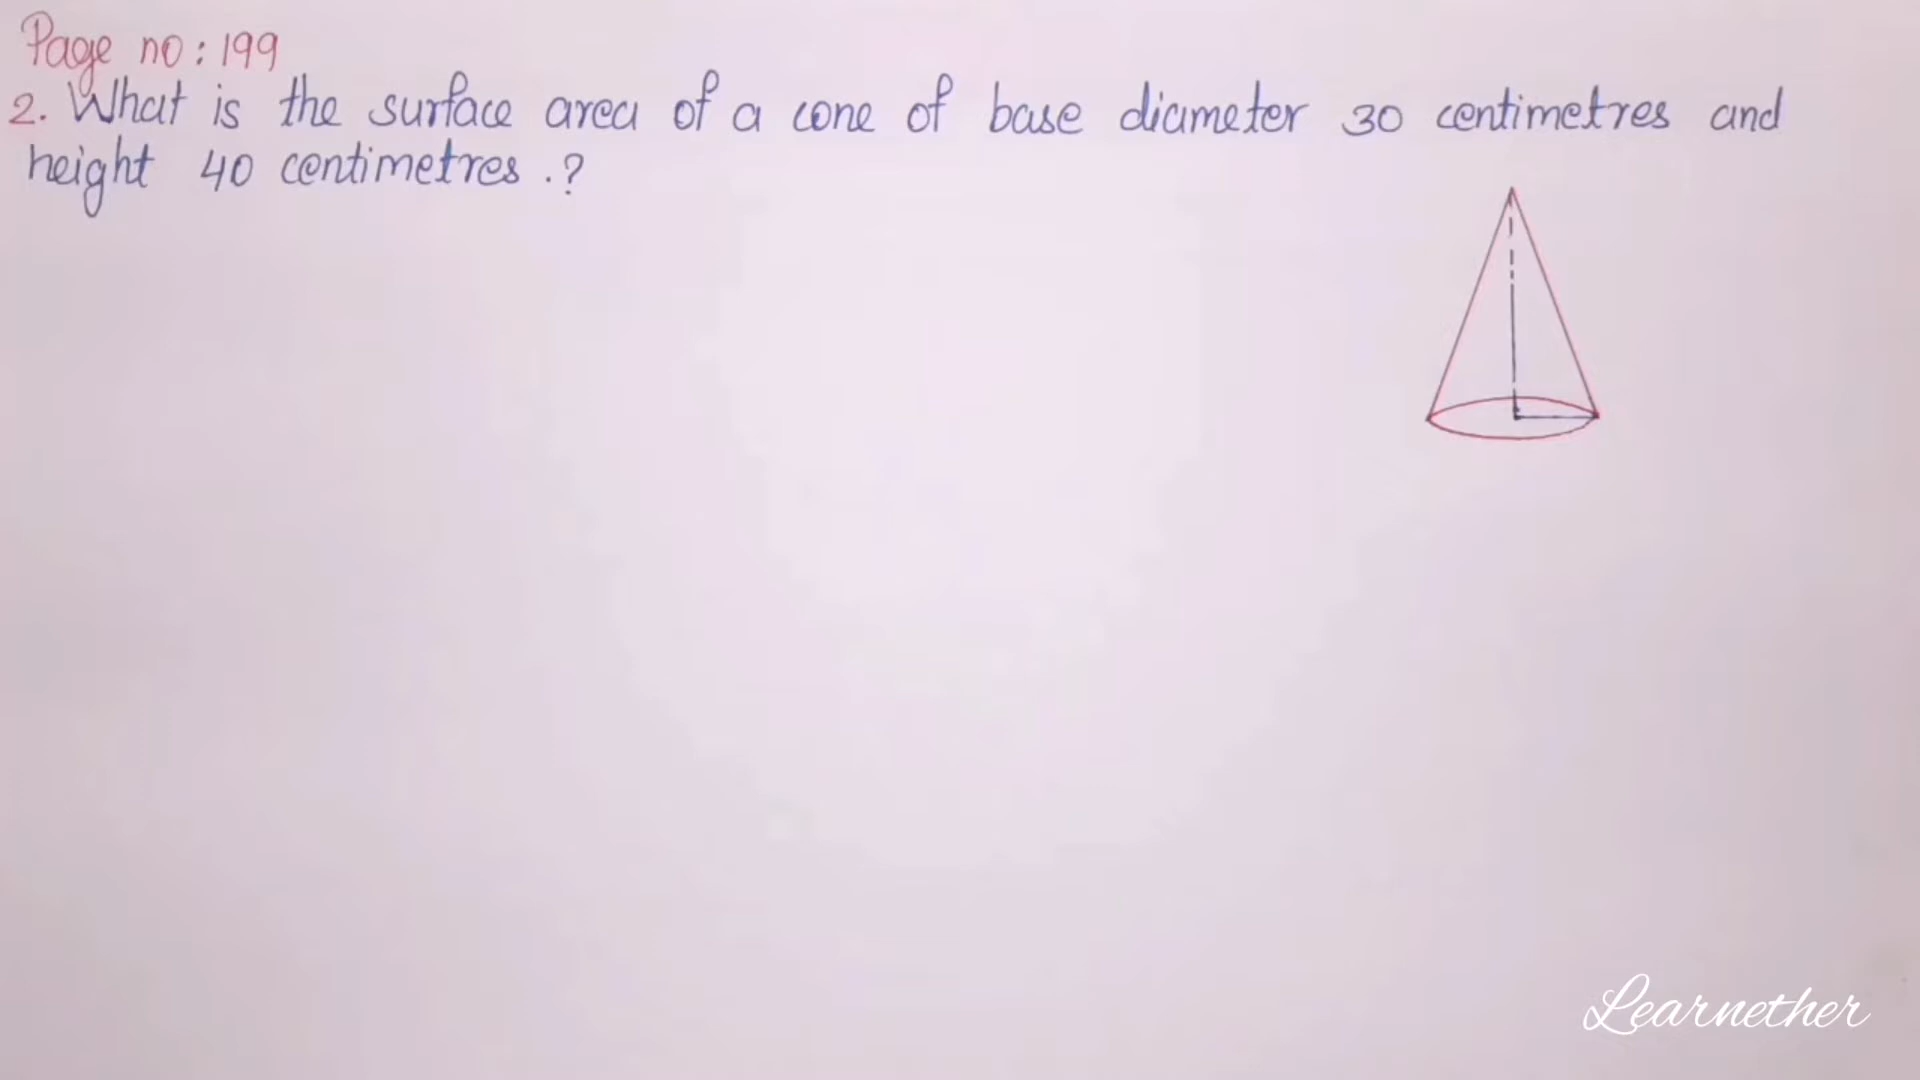 Page no: 199
2. What is the surface area of a cone of base diameter 30 centimetres and
height 40 centimetres .?
Learnether